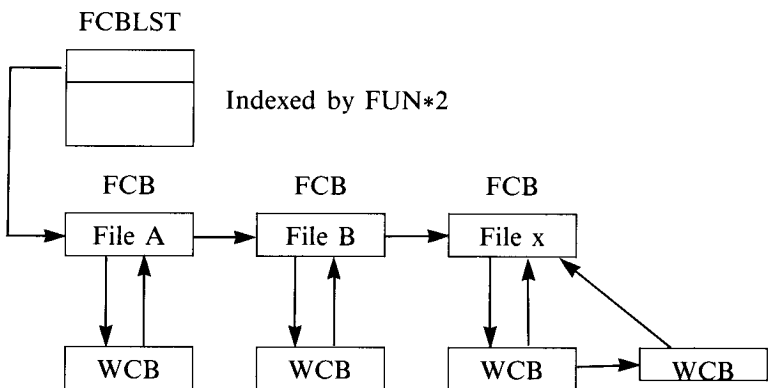 FCBLST
Indexed by FUN*2
FCB FCB FCB
File A File B File x
WCB WCB WCB WCB